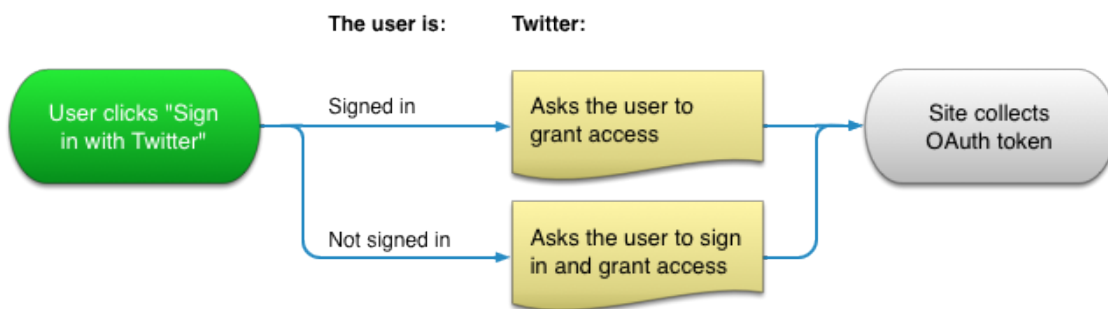 The user is:
Twitter:
User clicks "Sign
in with Twitter"
Signed in
Asks the user to
grant access
Site collects
OAuth token
Not signed in
Asks the user to sign
in and grant access